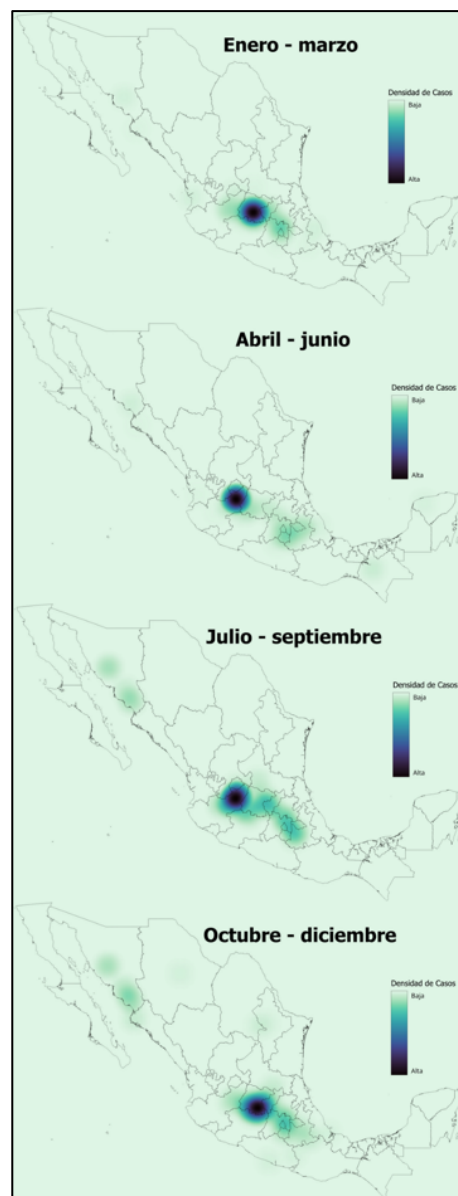 Enero - marzo
Densidad de Casos
Baja
Alta
Abril - junio
Densidad de Casos
Baja
Alta
Julio - septiembre
Densidad de Casos
Baja
Alta
Octubre - diciembre
Densidad de Casos
Baja
Alta